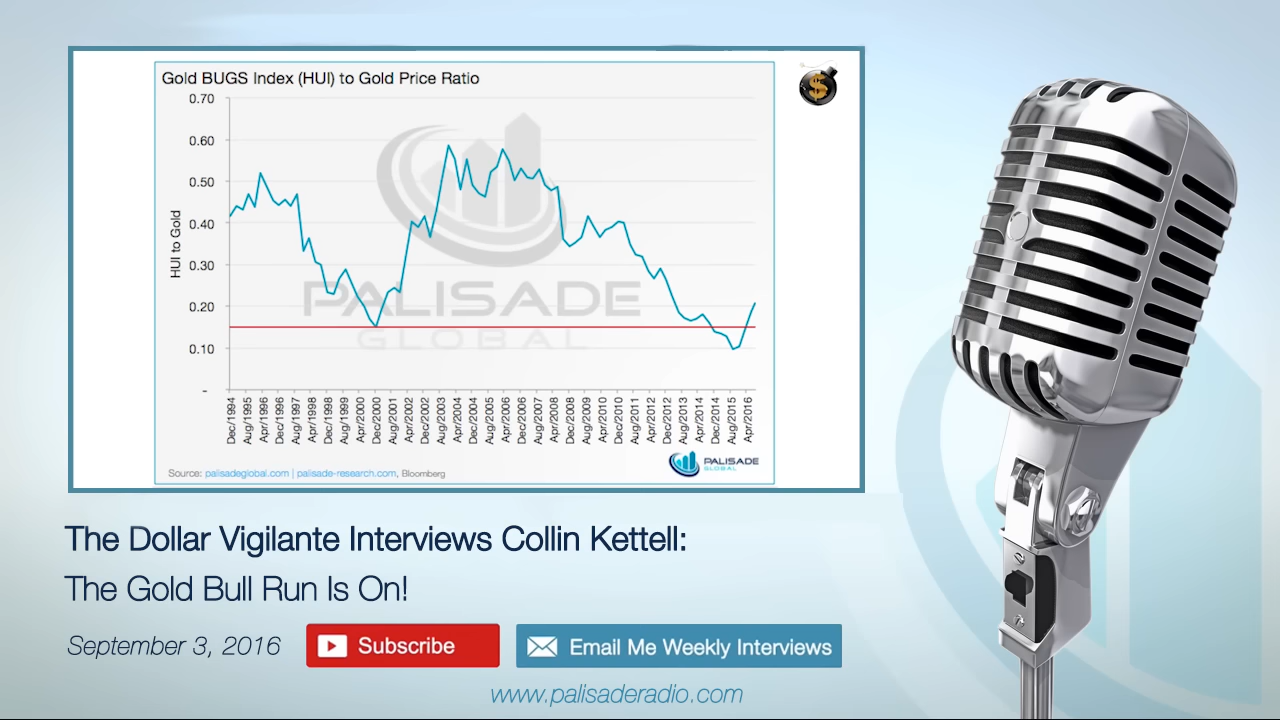 Gold BUGS Index (HUI) to Gold Price Ratio
$
0.70
0.60
0.50
0.40
0.30
0.20
0.10
-
HUI to Gold
PALISADE
GLOBAL
Dec/1994
Aug/1995
Apr/1996
Dec/1996
Aug/1997
Apr/1998
Dec/1998
Aug/1999
Apr/2000
Dec/2000
Aug/2001
Apr/2002
Dec/2002
Aug/2003
Apr/2004
Dec/2004
Aug/2005
Apr/2006
Dec/2006
Aug/2007
Apr/2008
Dec/2008
Aug/2009
Apr/2010
Dec/2010
Aug/2011
Apr/2012
Dec/2012
Aug/2013
Apr/2014
Dec/2014
Aug/2015
Apr/2016
Source: palisadeglobal.com | palisade-research.com, Bloomberg
PALISADE
GLOBAL
The Dollar Vigilante Interviews Collin Kettell:
The Gold Bull Run Is On!
September 3, 2016
Subscribe
Email Me Weekly Interviews
www.palisaderadio.com